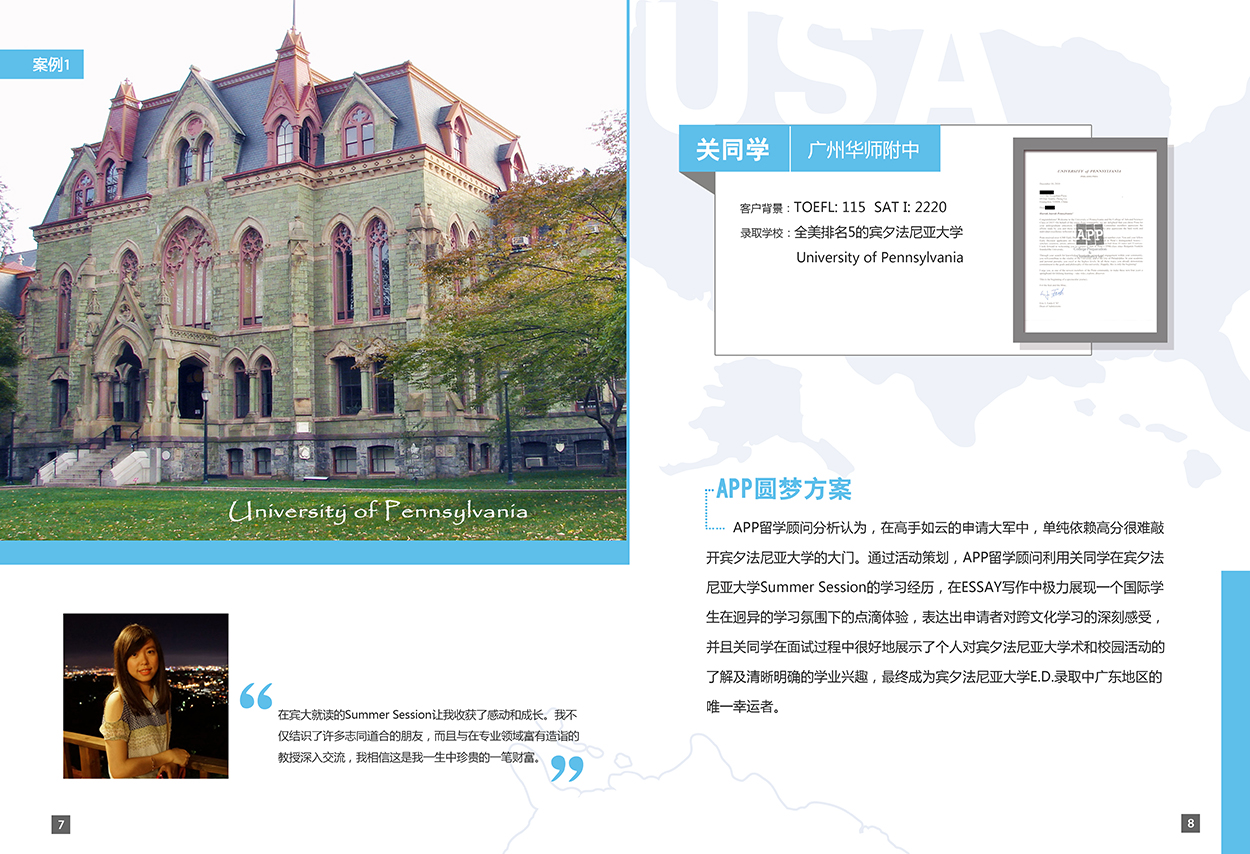 案例1
University of Pennsylvania
在宾大就读的Summer Session让我收获了感动和成长。我不
仅结识了许多志同道合的朋友，而且与在专业领域富有造诣的
教授深入交流，我相信这是我一生中珍贵的一笔财富。
7
USA
关同学 广州华师附中
客户背景：TOEFL: 115 SAT I: 2220
录取学校：全美排名5的宾夕法尼亚大学
University of Pennsylvania
UNIVERSITY of PENNSYLVANIA
APP
APP圆梦方案
APP留学顾问分析认为，在高手如云的申请大军中，单纯依赖高分很难敲
开宾夕法尼亚大学的大门。通过活动策划，APP留学顾问利用关同学在宾夕法
尼亚大学Summer Session的学习经历，在ESSAY写作中极力展现一个国际学
生在迥异的学习氛围下的点滴体验，表达出申请者对跨文化学习的深刻感受，
并且关同学在面试过程中很好地展示了个人对宾夕法尼亚大学术和校园活动的
了解及清晰明确的学业兴趣，最终成为宾夕法尼亚大学E.D.录取中广东地区的
唯一幸运者。
8